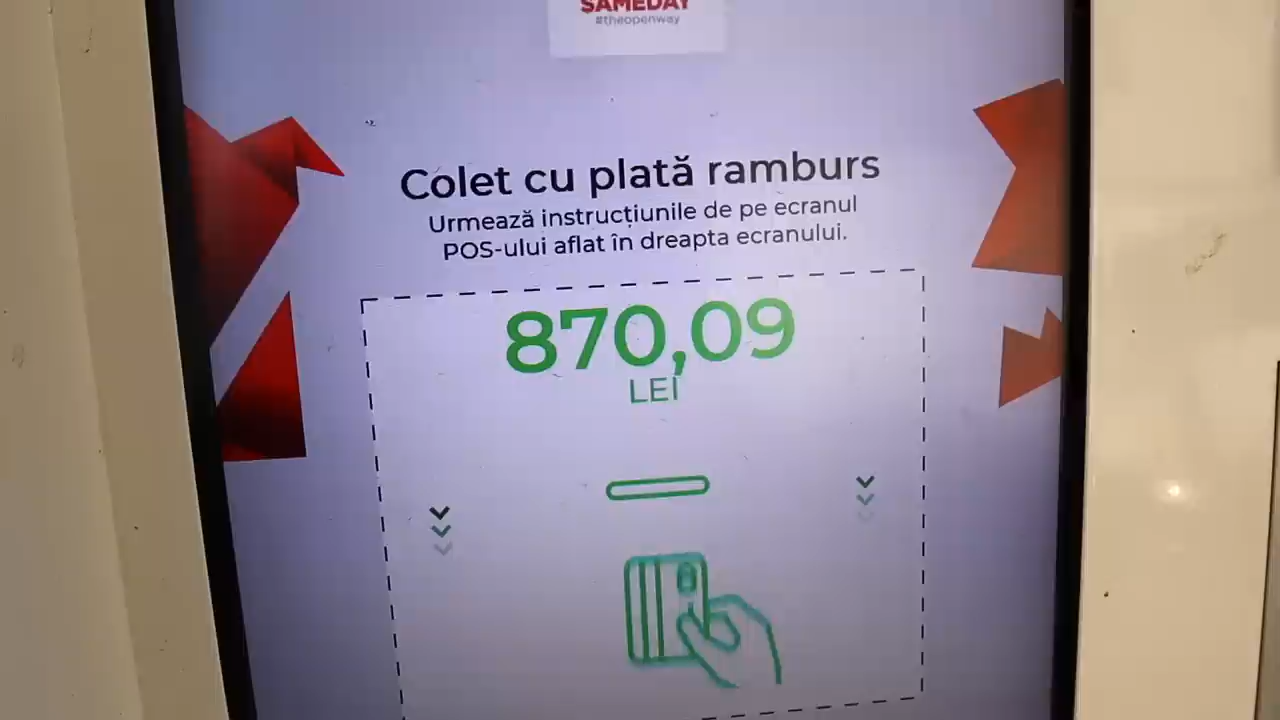 SAMEDAY
#theopenway
Colet cu plată ramburs
Urmează instrucțiunile de pe ecranul
POS-ului aflat în dreapta ecranului.
870,09
LEI